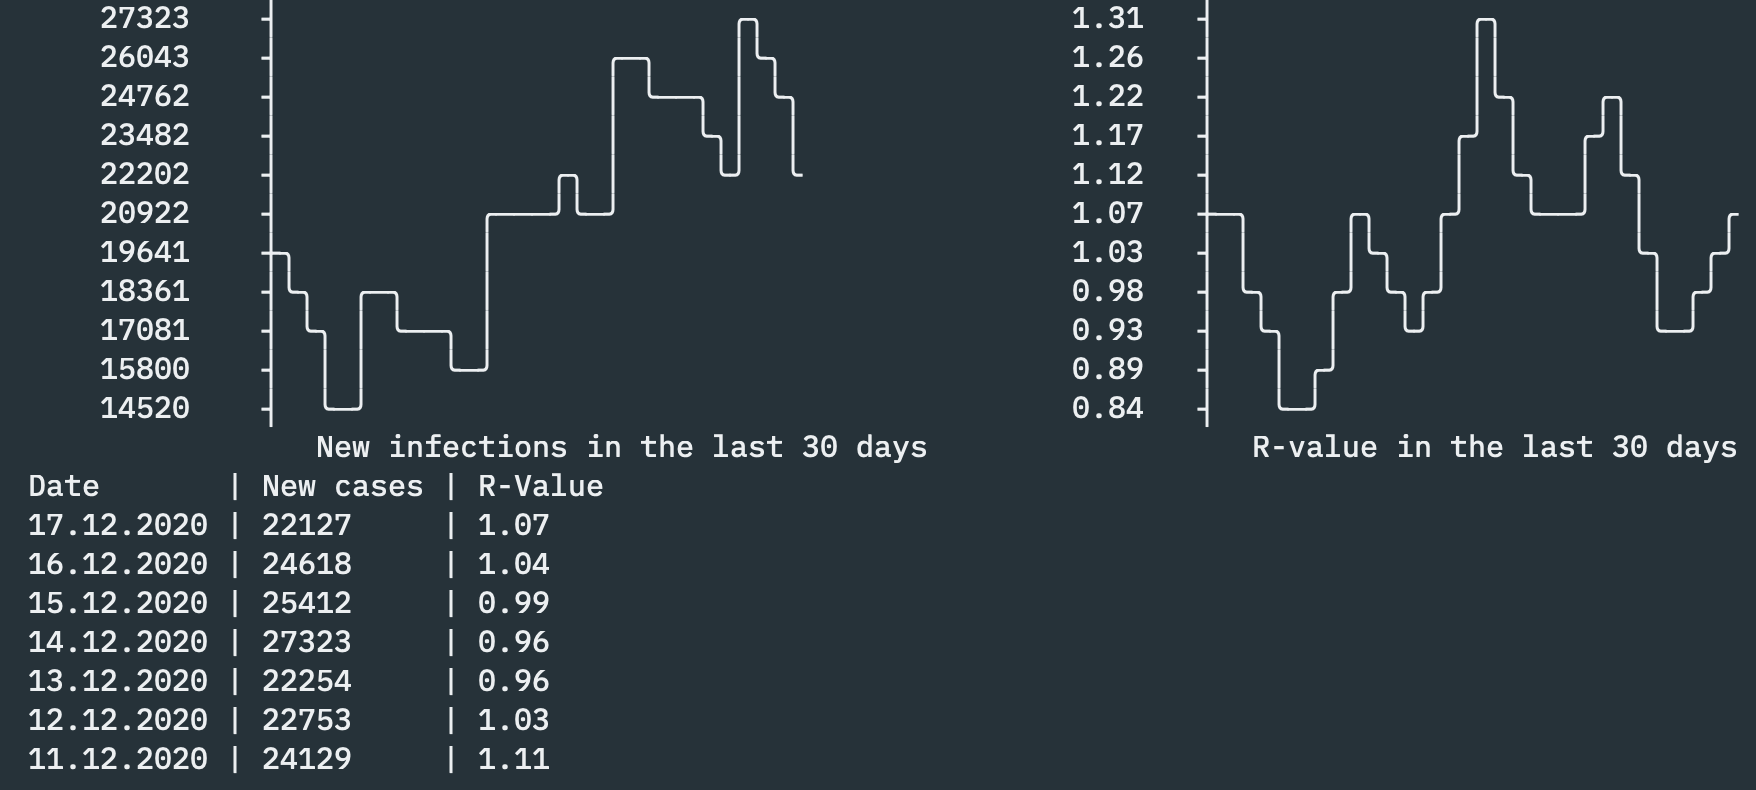 27323 1.31
26043 1.26
24762 1.22
23482 1.17
22202 1.12
20922 1.07
19641 1.03
18361 0.98
17081 0.93
15800 0.89
14520 0.84
New infections in the last 30 days R-value in the last 30 days
Date | New cases | R-Value
17.12.2020 | 22127 | 1.07
16.12.2020 | 24618 | 1.04
15.12.2020 | 25412 | 0.99
14.12.2020 | 27323 | 0.96
13.12.2020 | 22254 | 0.96
12.12.2020 | 22753 | 1.03
11.12.2020 | 24129 | 1.11